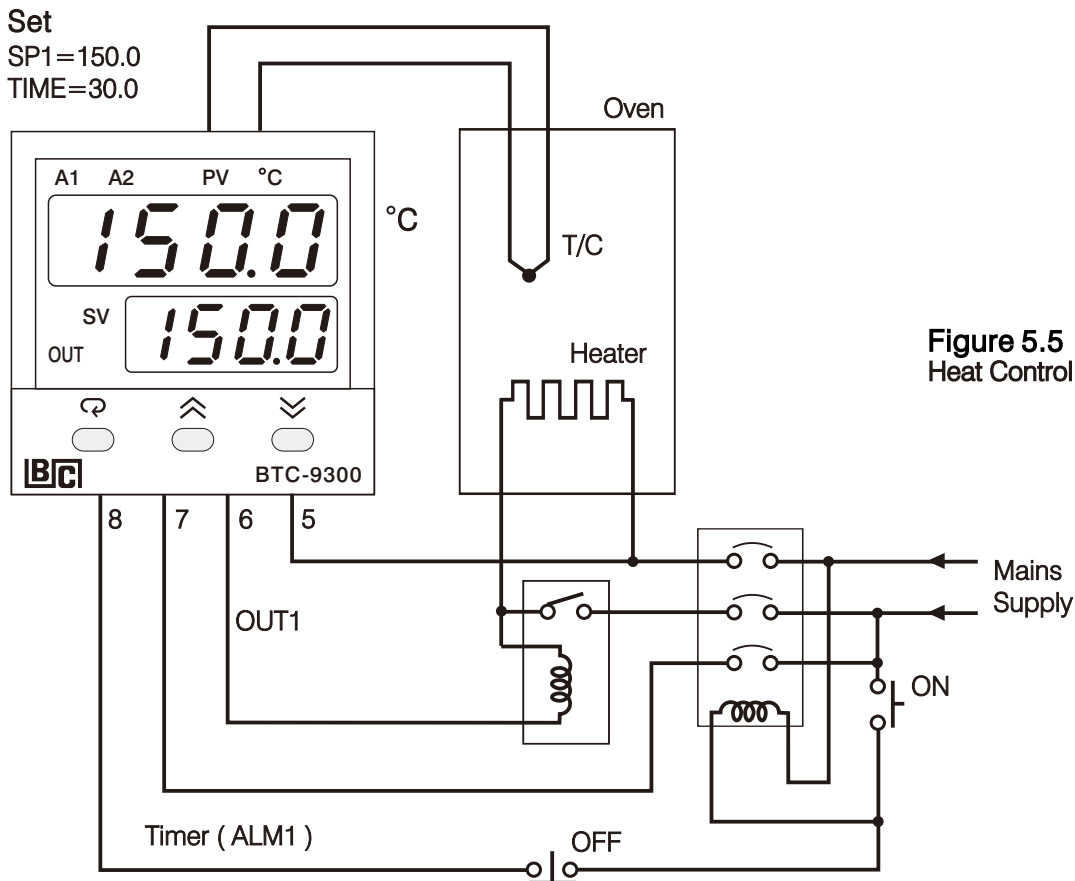 Set
SP1=150.0
TIME=30.0
Oven
A1 A2 PV °C
150.0
°C
T/C
SV
150.0
OUT
Heater
Figure 5.5
Heat Control
BC
BTC-9300
8 7 6 5
Mains
Supply
OUT1
ON
Timer ( ALM1 )
OFF